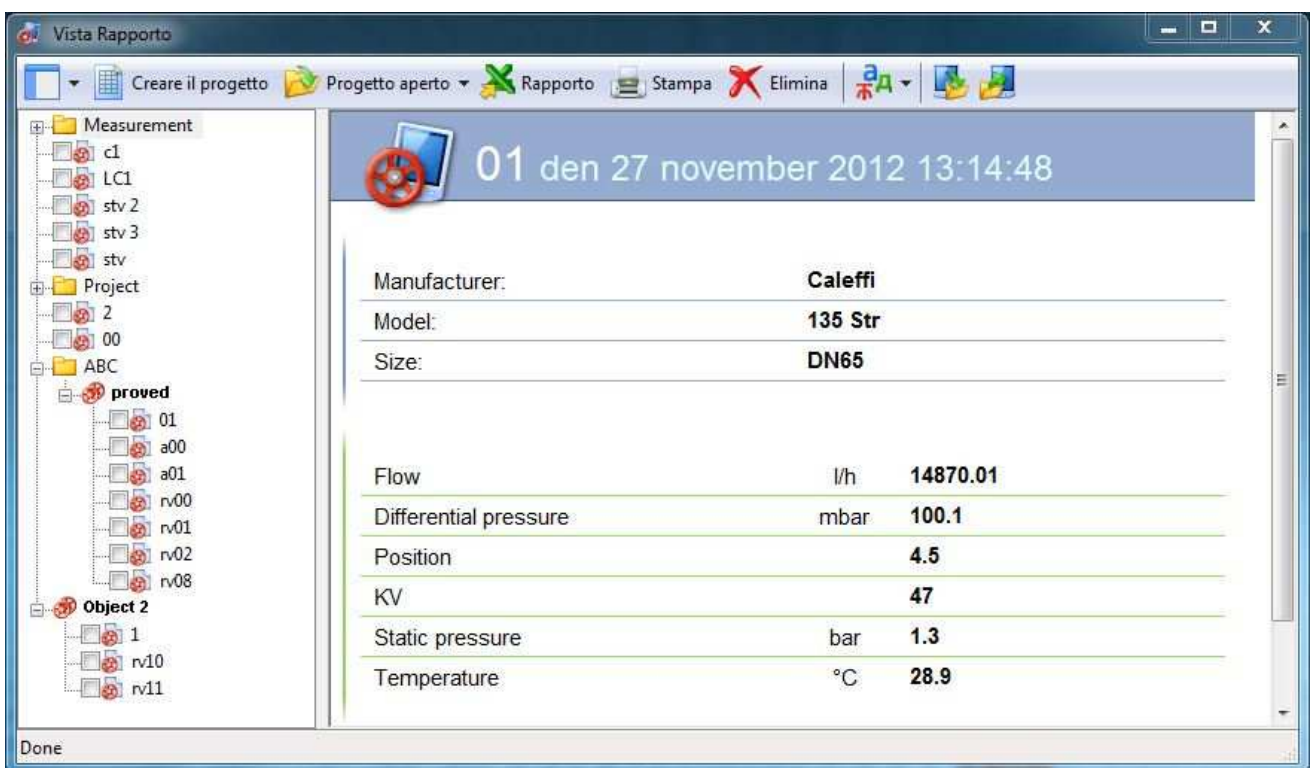 Vista Rapporto
Creare il progetto Progetto aperto Rapporto Stampa Elimina
Measurement
c1
LC1
stv 2
stv 3
stv
Project
2
00
ABC
proved
01
a00
a01
rv00
rv01
rv02
rv08
Object 2
1
rv10
rv11
01 den 27 november 2012 13:14:48
Manufacturer: Caleffi
Model: 135 Str
Size: DN65
Flow l/h 14870.01
Differential pressure mbar 100.1
Position 4.5
KV 47
Static pressure bar 1.3
Temperature °C 28.9
Done